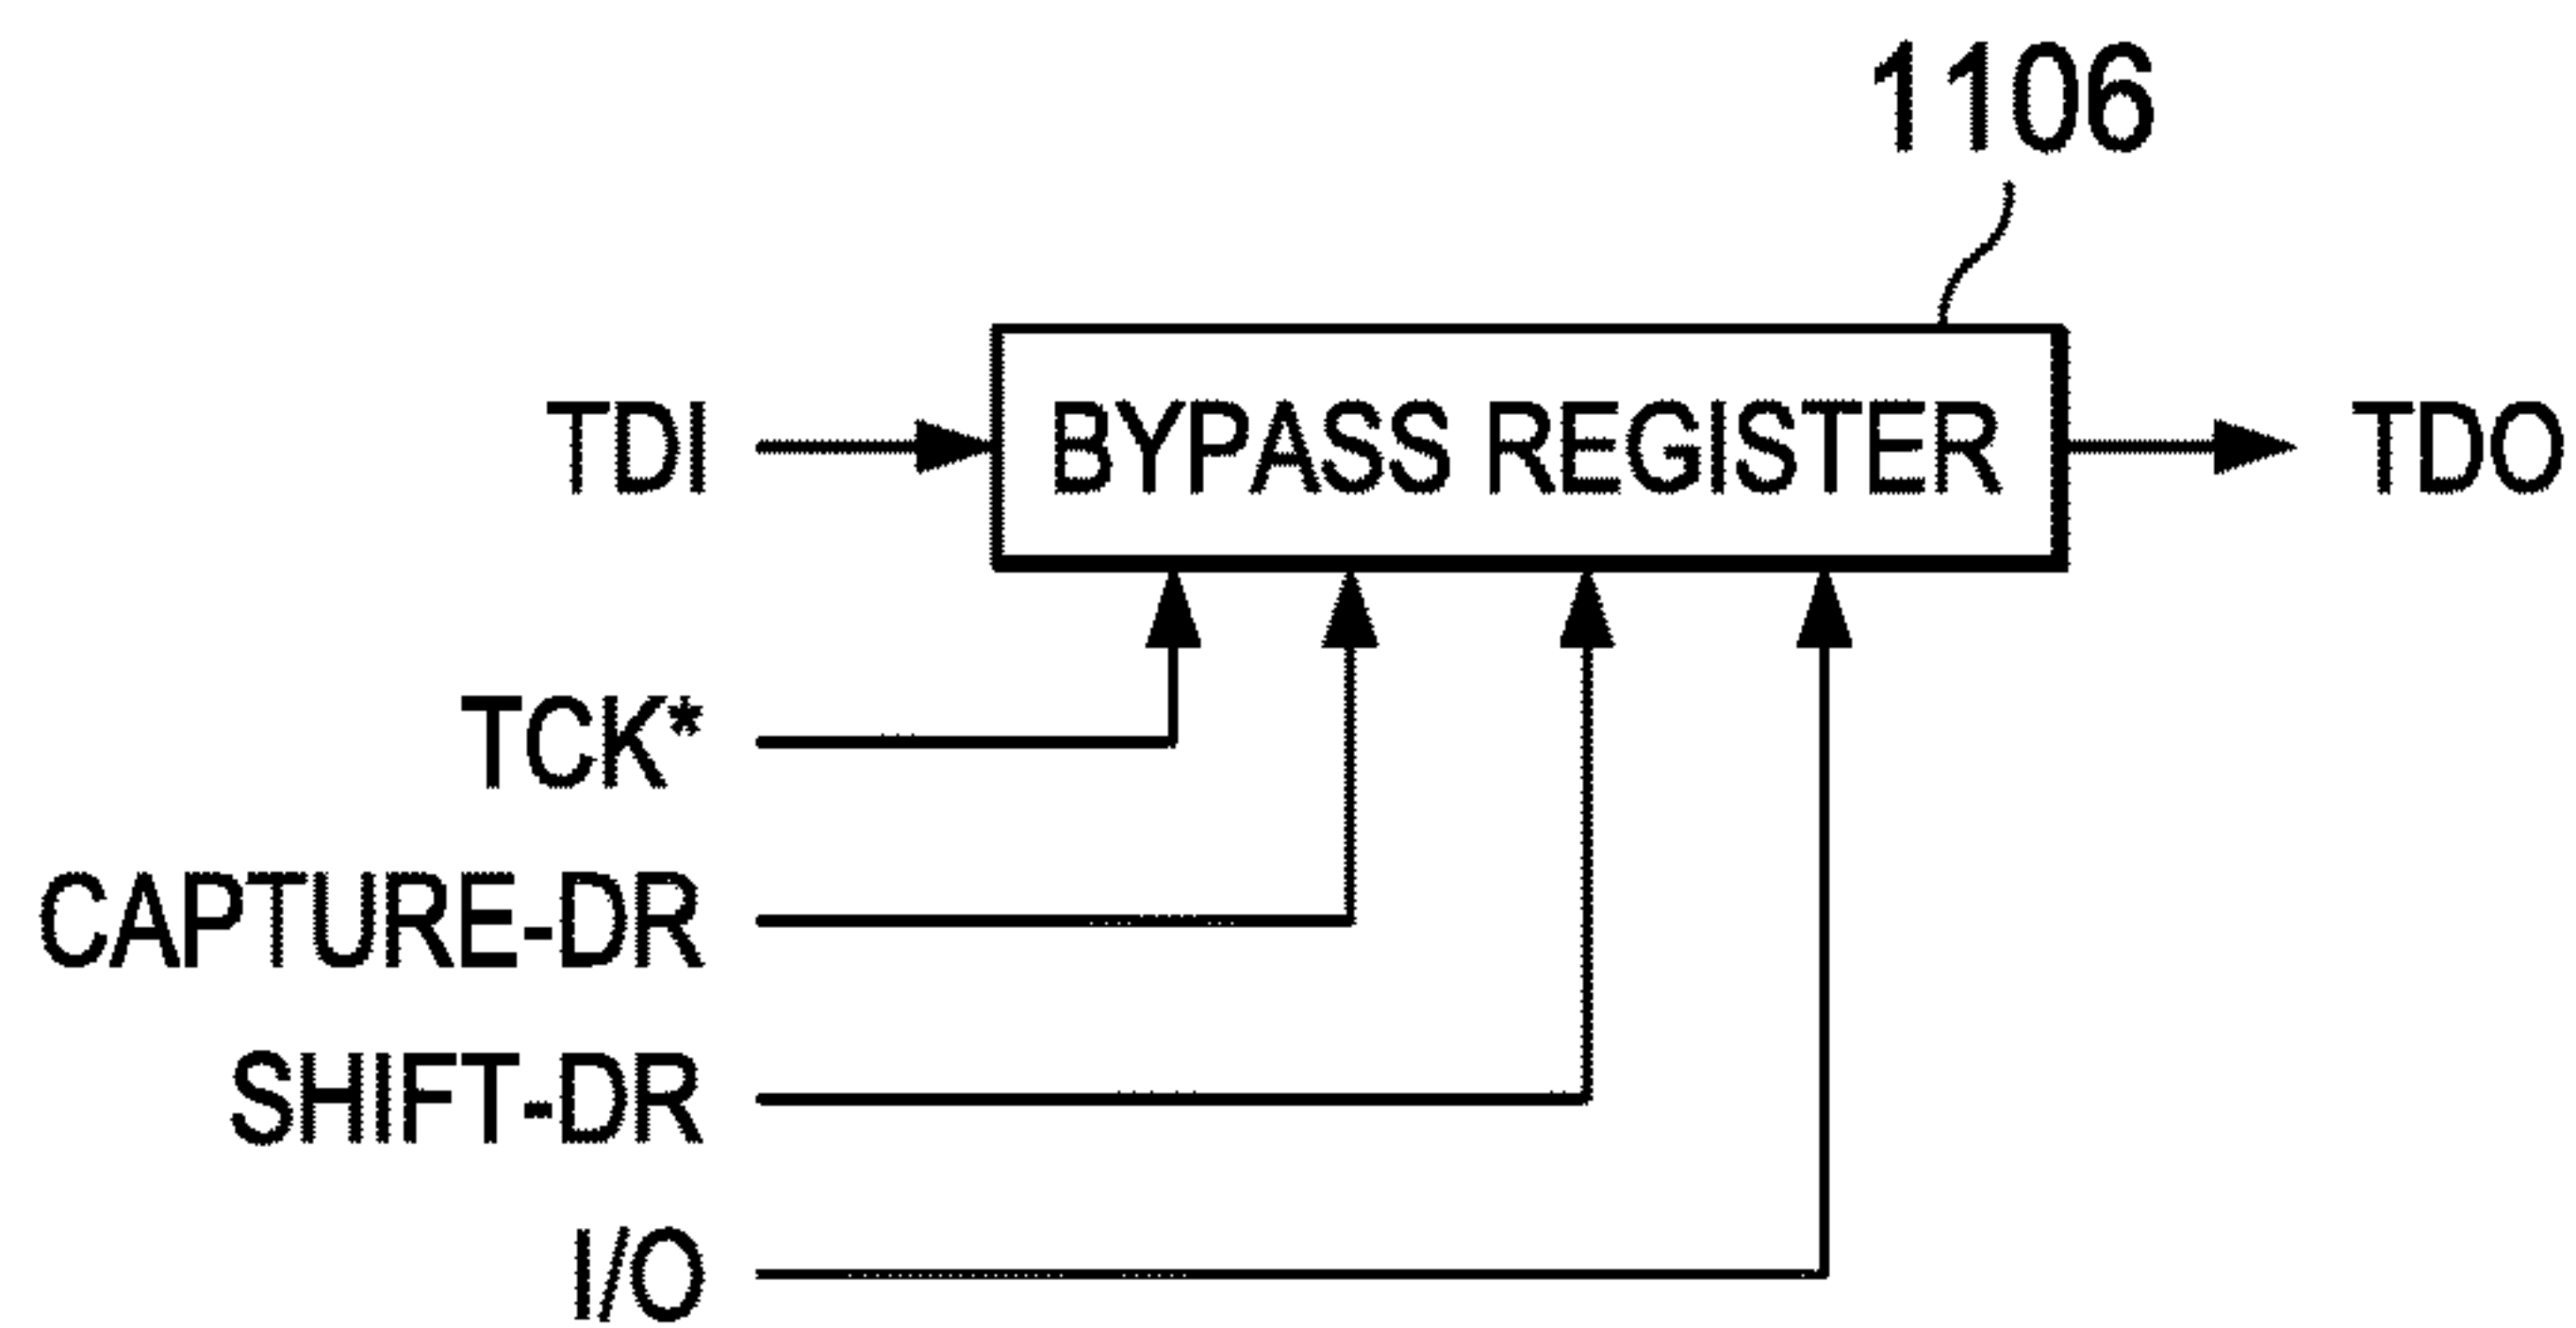 1106
TDI BYPASS REGISTER TDO
TCK*
CAPTURE-DR
SHIFT-DR
I/O